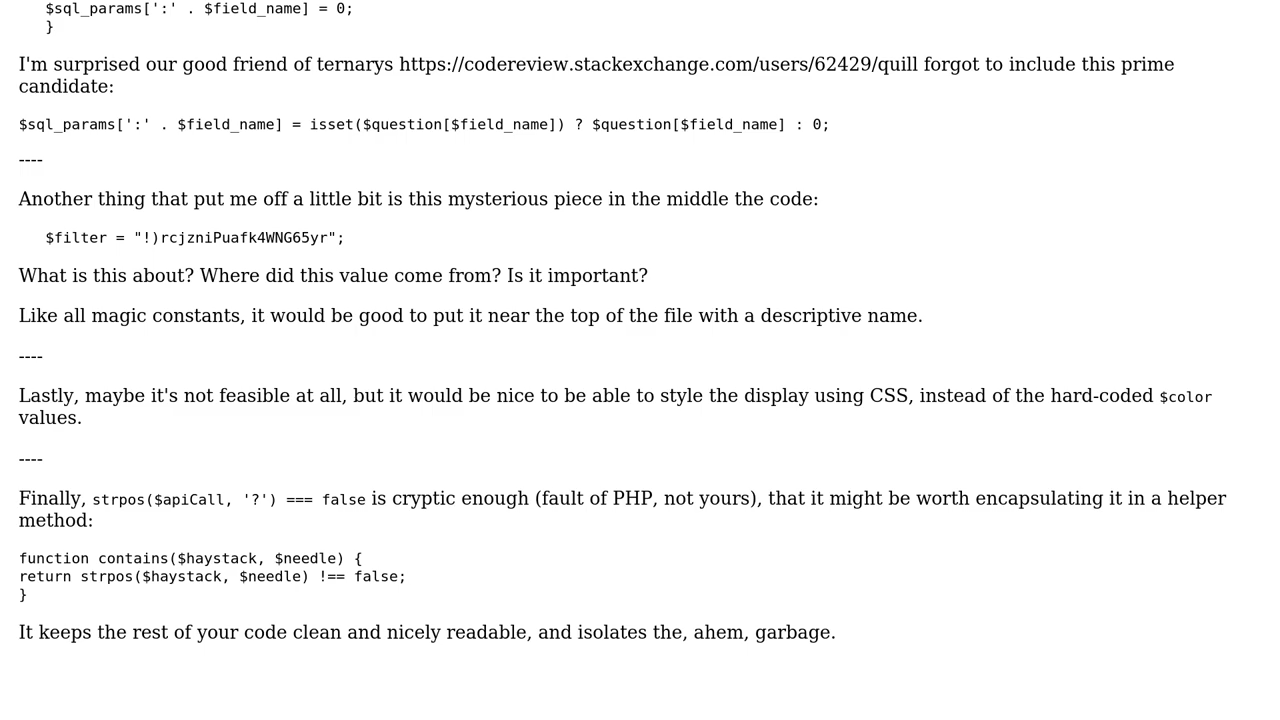 $sql_params[':' . $field_name] = 0;
}
I'm surprised our good friend of ternarys https://codereview.stackexchange.com/users/62429/quill forgot to include this prime
candidate:
$sql_params[':' . $field_name] = isset($question[$field_name]) ? $question[$field_name] : 0;
----
Another thing that put me off a little bit is this mysterious piece in the middle the code:
$filter = "!)rcjzniPuafk4WNG65yr";
What is this about? Where did this value come from? Is it important?
Like all magic constants, it would be good to put it near the top of the file with a descriptive name.
----
Lastly, maybe it's not feasible at all, but it would be nice to be able to style the display using CSS, instead of the hard-coded $color
values.
----
Finally, strpos($apiCall, '?') === false is cryptic enough (fault of PHP, not yours), that it might be worth encapsulating it in a helper
method:
function contains($haystack, $needle) {
return strpos($haystack, $needle) !== false;
}
It keeps the rest of your code clean and nicely readable, and isolates the, ahem, garbage.